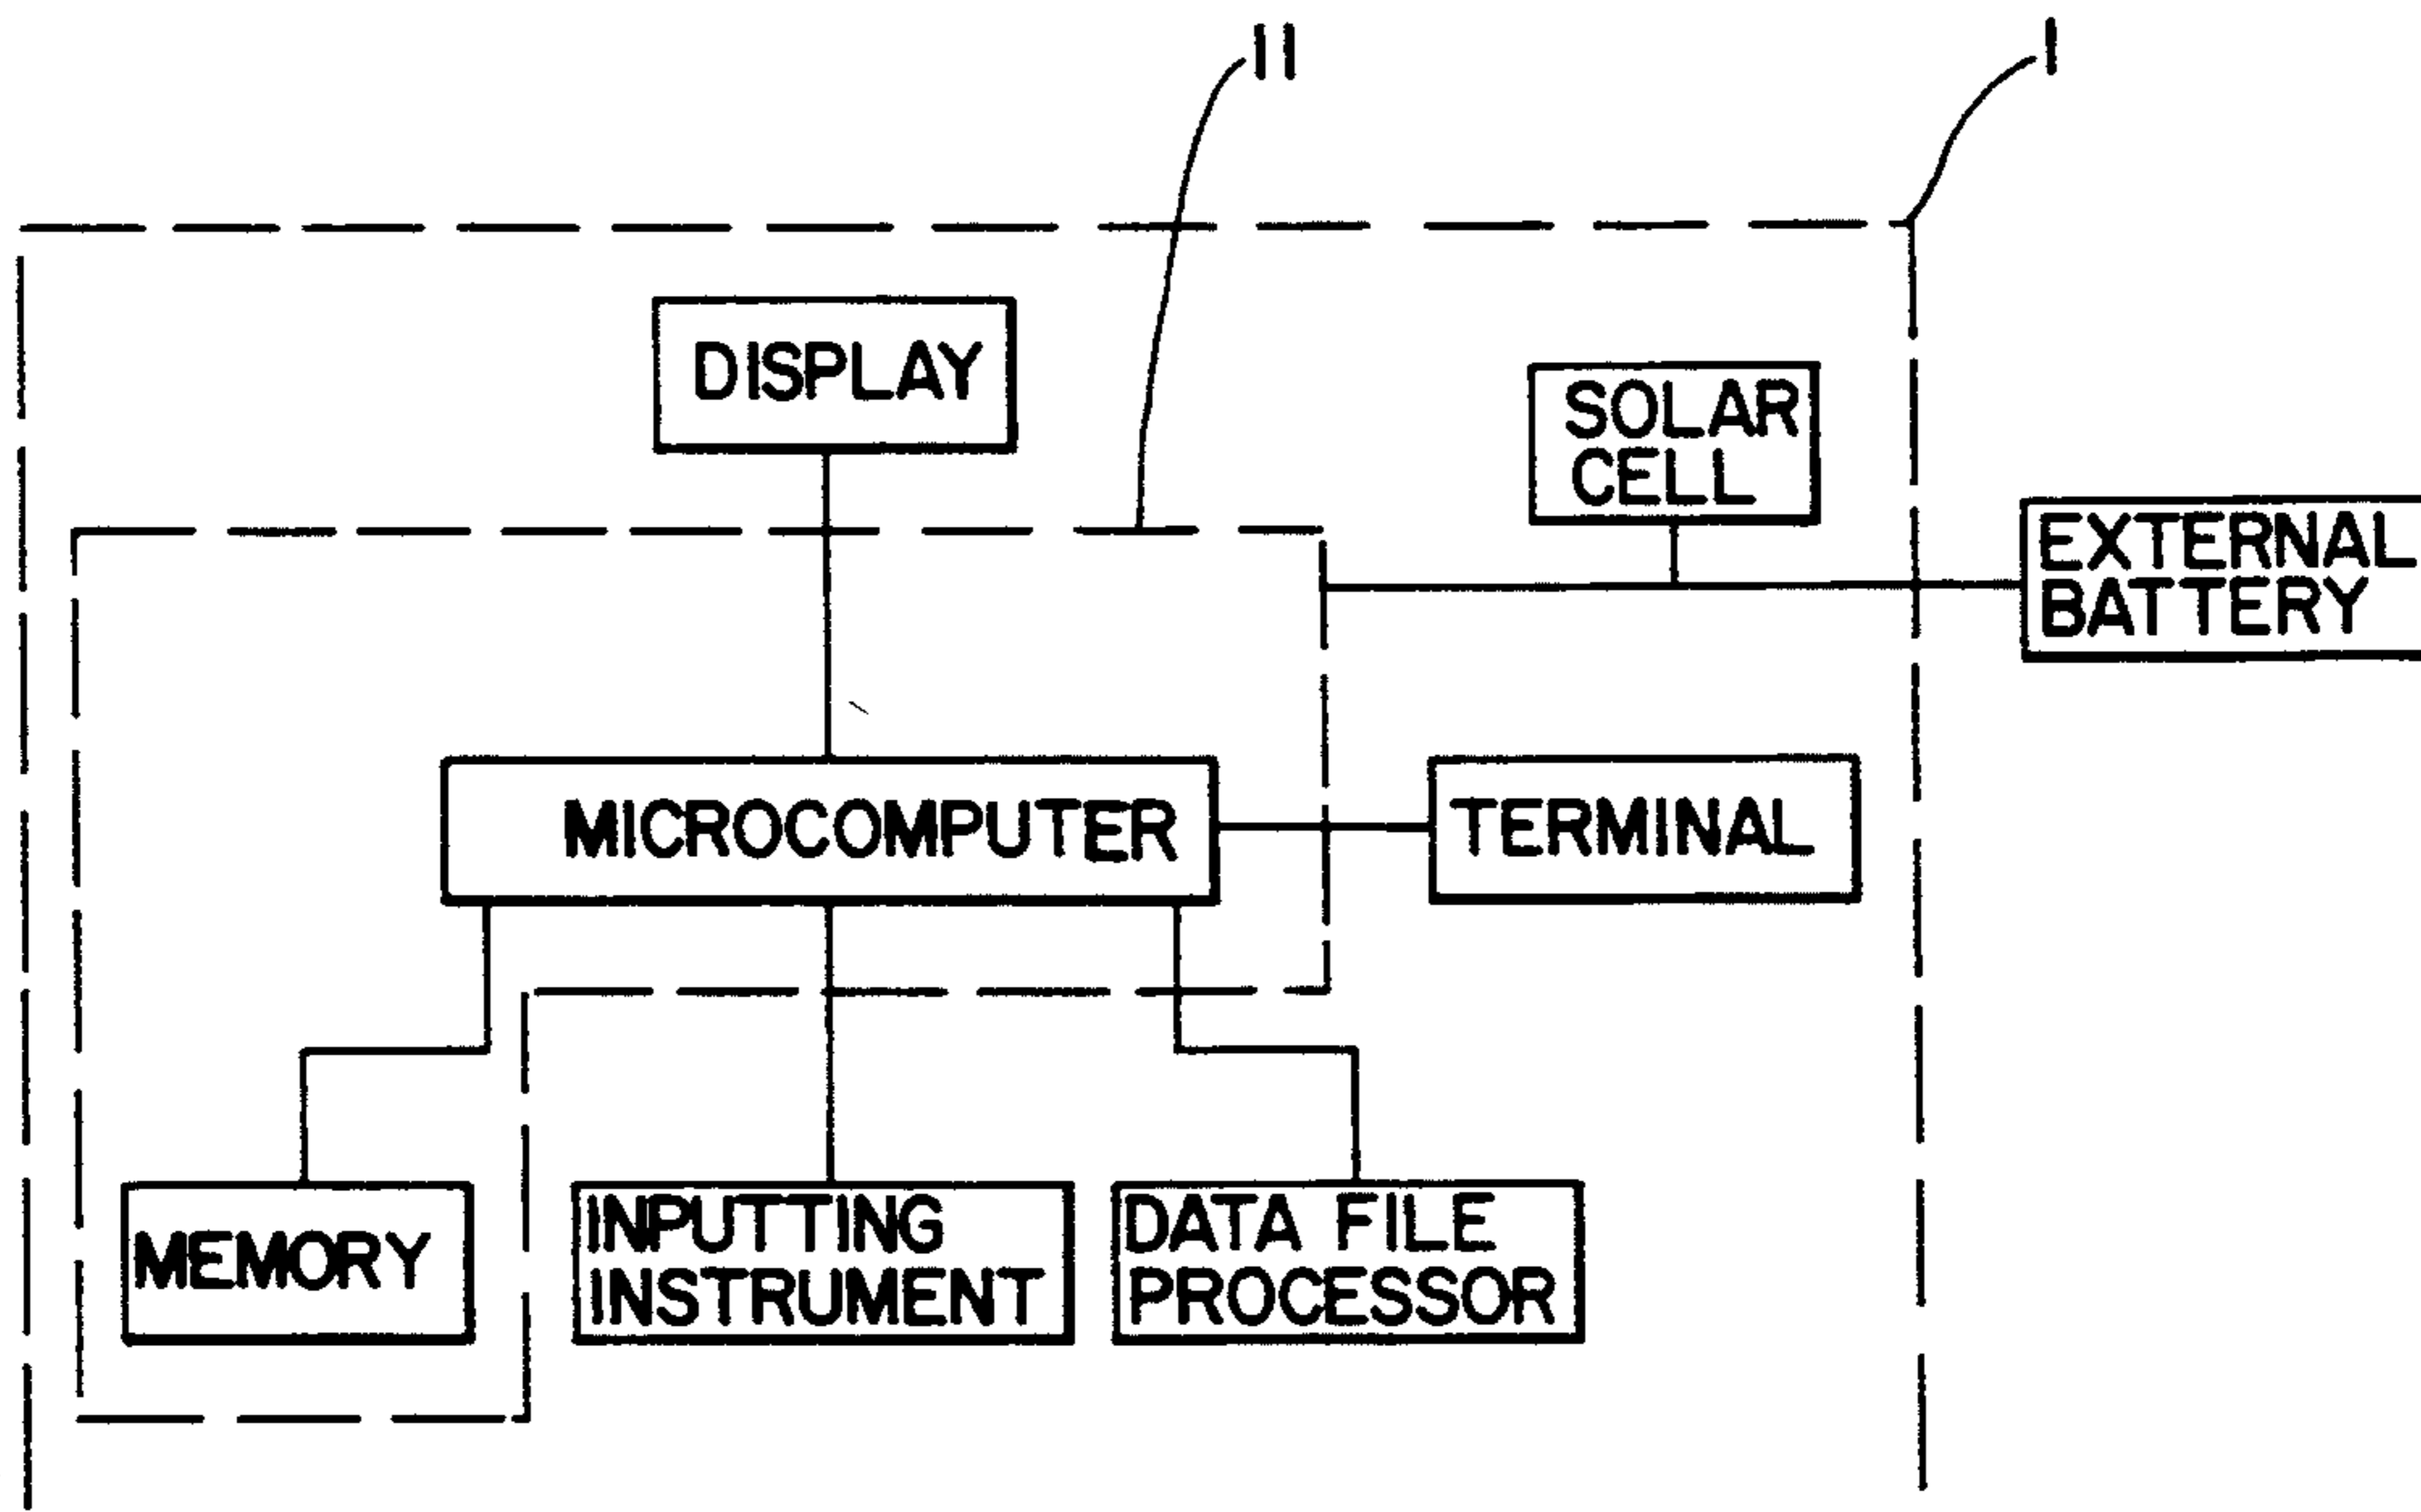 11
1
DISPLAY
SOLAR
CELL
EXTERNAL
BATTERY
MICROCOMPUTER
TERMINAL
MEMORY
INPUTTING
INSTRUMENT
DATA FILE
PROCESSOR